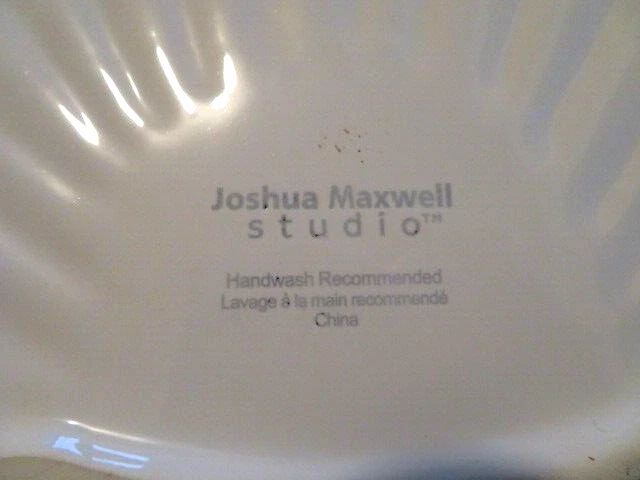 Joshua Maxwell
studio™
Handwash Recommended
Lavage à la main recommendé
China